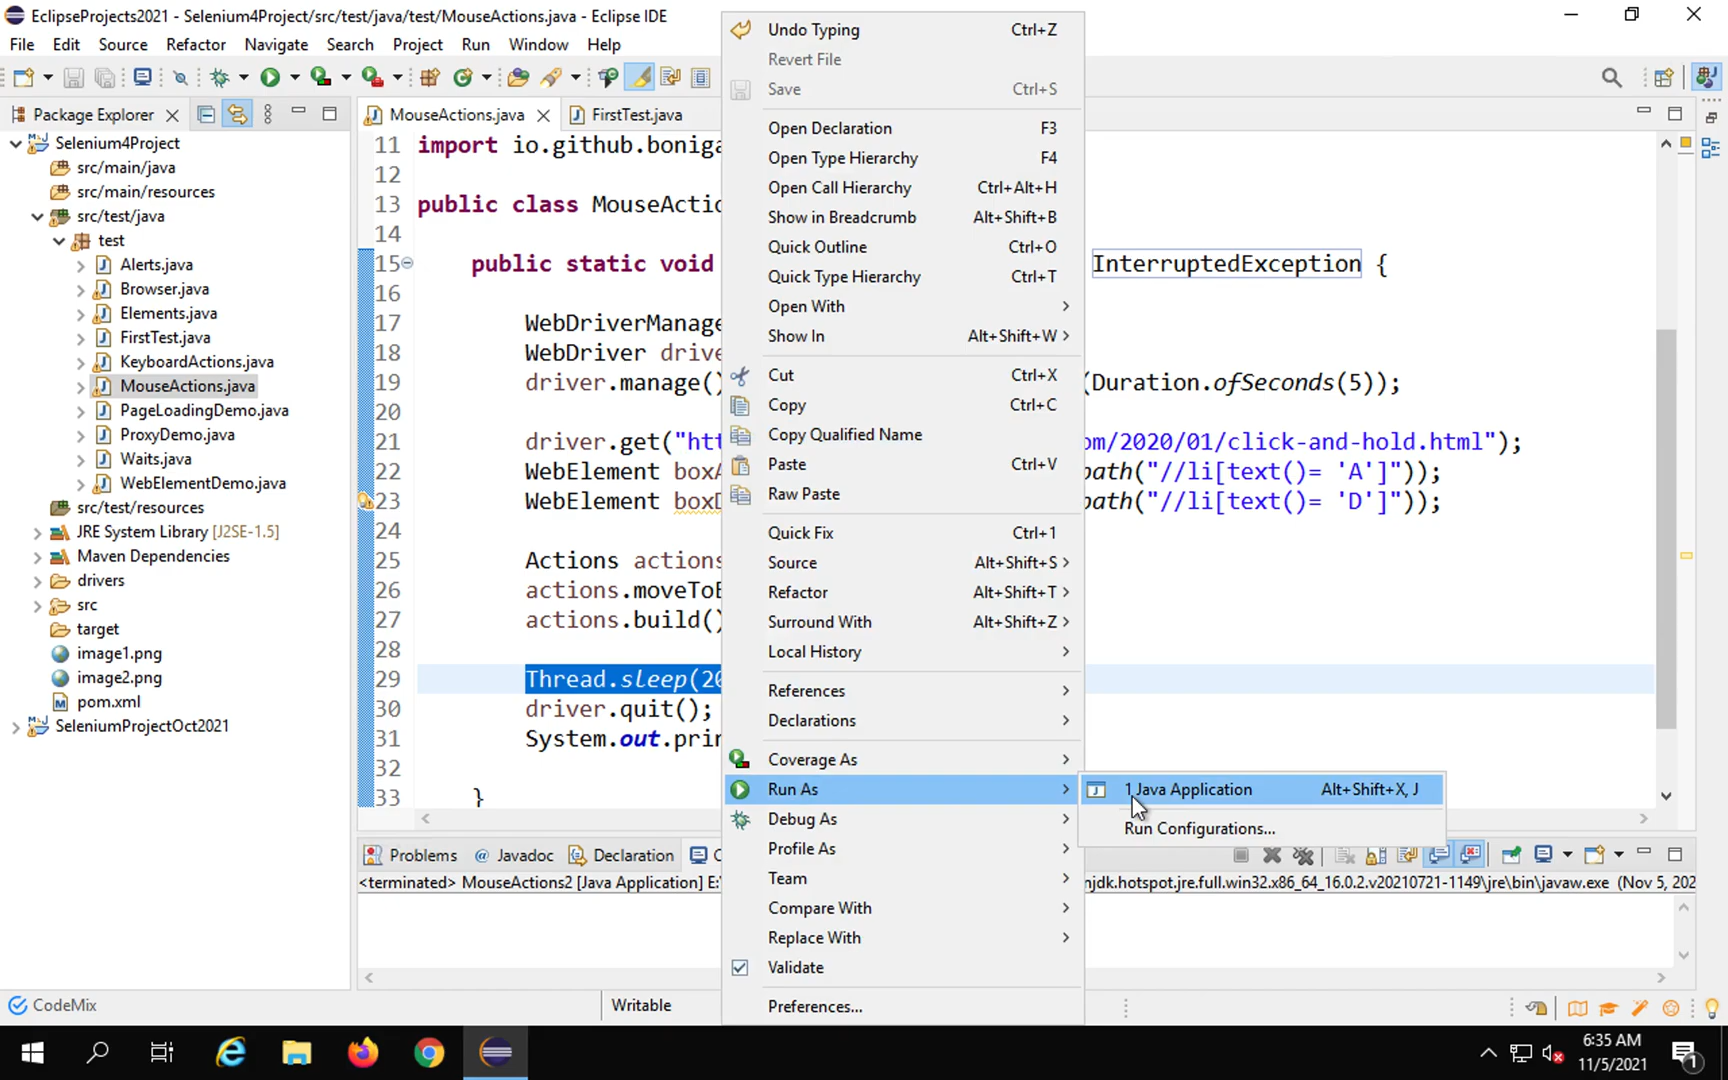 EclipseProjects2021 - Selenium4Project/src/test/java/test/MouseActions.java - Eclipse IDE
File Edit Source Refactor Navigate Search Project Run Window Help
Package Explorer
Selenium4Project
src/main/java
src/main/resources
src/test/java
test
Alerts.java
Browser.java
Elements.java
FirstTest.java
KeyboardActions.java
MouseActions.java
PageLoadingDemo.java
ProxyDemo.java
Waits.java
WebElementDemo.java
src/test/resources
JRE System Library [J2SE-1.5]
Maven Dependencies
drivers
src
target
image1.png
image2.png
pom.xml
SeleniumProjectOct2021
MouseActions.java FirstTest.java
11 import io.github.boniga
12
13 public class MouseActio
14
15 public static void InterruptedException {
16
17 WebDriverManage
18 WebDriver drive
19 driver.manage() (Duration.ofSeconds(5));
20
21 driver.get("htt om/2020/01/click-and-hold.html");
22 WebElement boxA path("//li[text()= 'A']"));
23 WebElement boxD path("//li[text()= 'D']"));
24
25 Actions actions
26 actions.moveToE
27 actions.build()
28
29 Thread.sleep(20
30 driver.quit();
31 System.out.prin
32
33 }
Undo Typing Ctrl+Z
Revert File
Save Ctrl+S
Open Declaration F3
Open Type Hierarchy F4
Open Call Hierarchy Ctrl+Alt+H
Show in Breadcrumb Alt+Shift+B
Quick Outline Ctrl+O
Quick Type Hierarchy Ctrl+T
Open With
Show In Alt+Shift+W
Cut Ctrl+X
Copy Ctrl+C
Copy Qualified Name
Paste Ctrl+V
Raw Paste
Quick Fix Ctrl+1
Source Alt+Shift+S
Refactor Alt+Shift+T
Surround With Alt+Shift+Z
Local History
References
Declarations
Coverage As
Run As
Debug As
Profile As
Team
Compare With
Replace With
Validate
Preferences...
1 Java Application Alt+Shift+X, J
Run Configurations...
Problems Javadoc Declaration C
<terminated> MouseActions2 [Java Application] E:\ njdk.hotspot.jre.full.win32.x86_64_16.0.2.v20210721-1149\jre\bin\javaw.exe (Nov 5, 202
CodeMix
Writable
6:35 AM
11/5/2021
1